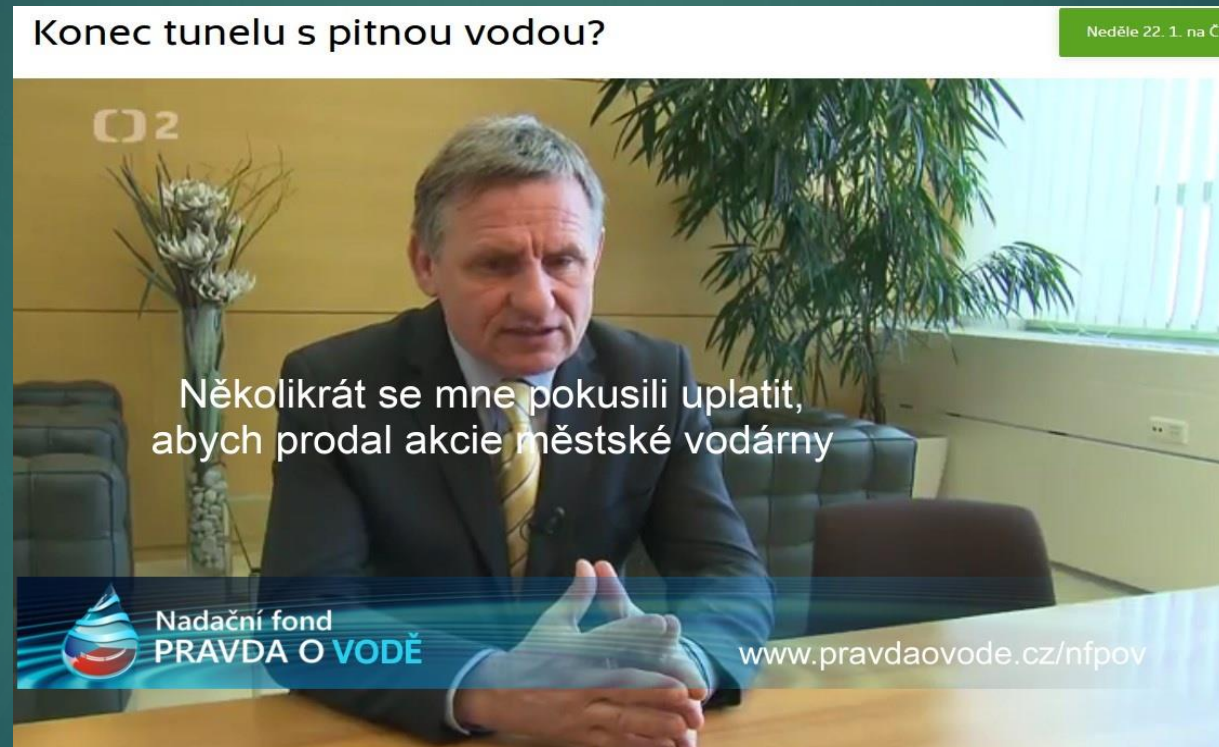 Konec tunelu s pitnou vodou?
Neděle 22. 1. na Č
2
Několikrát se mne pokusili uplatit,
abych prodal akcie městské vodárny
Nadační fond
PRAVDA O VODĚ
www.pravdaovode.cz/nfpov